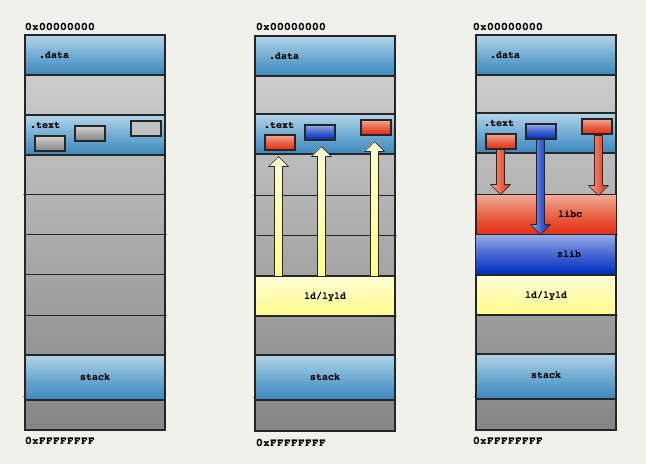 0x00000000
.data
.text
stack
0xFFFFFFFF
0x00000000
.data
.text
ld/lyld
stack
0xFFFFFFFF
0x00000000
.data
.text
libc
zlib
ld/lyld
stack
0xFFFFFFFF